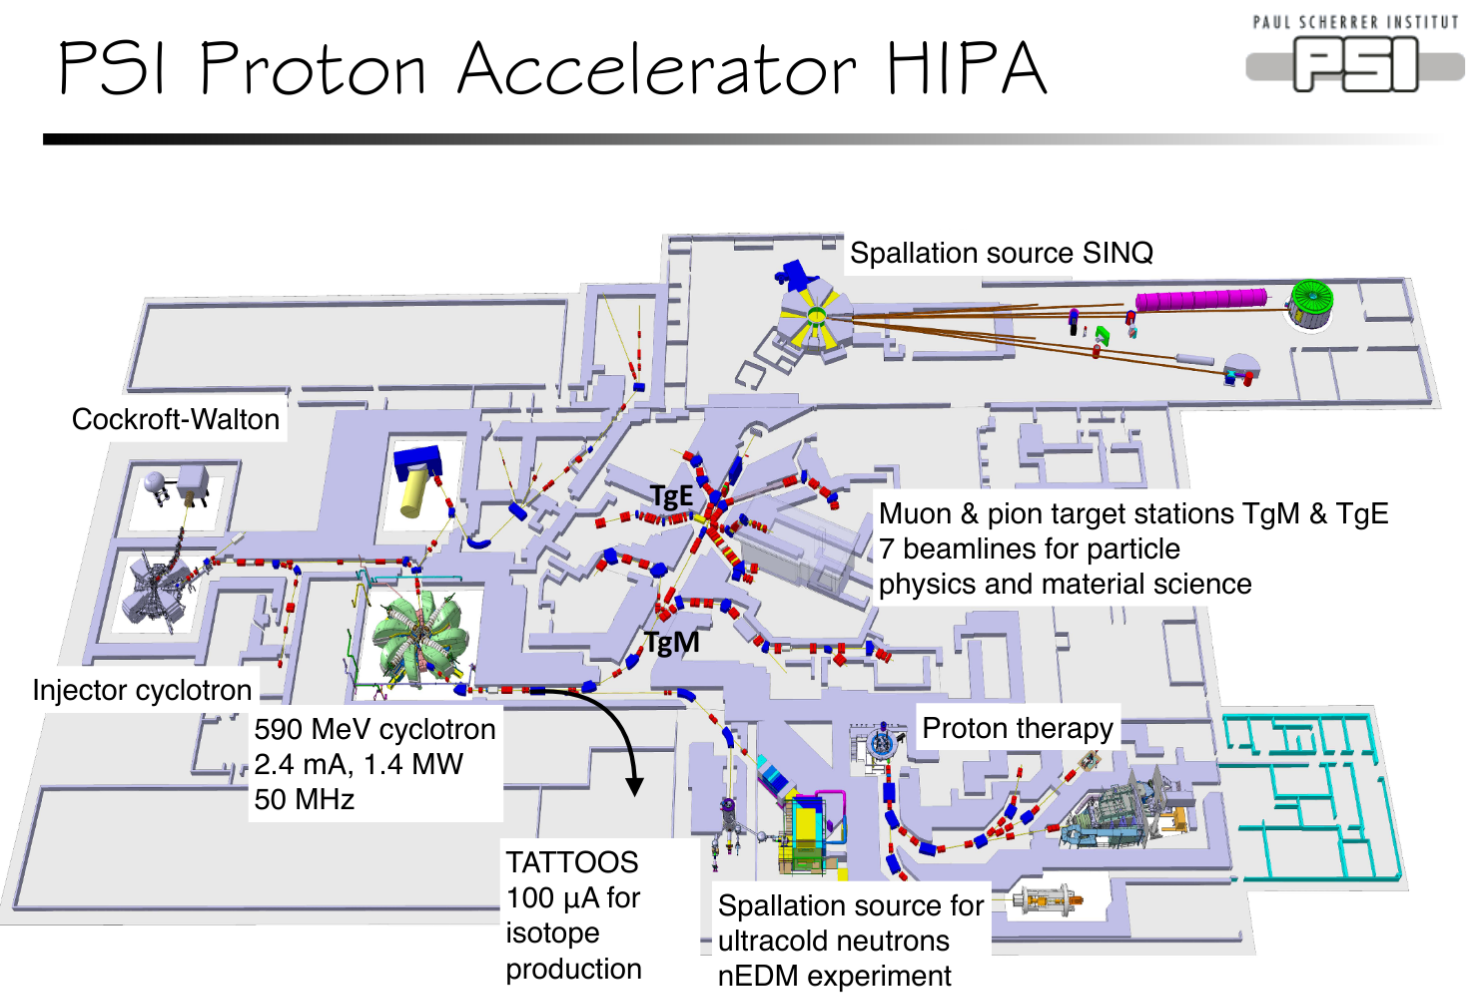 PSI Proton Accelerator HIPA
PAUL SCHERRER INSTITUT
PSI
Spallation source SINQ
Cockroft-Walton
TgE
Muon & pion target stations TgM & TgE
7 beamlines for particle
physics and material science
TgM
Injector cyclotron
590 MeV cyclotron
2.4 mA, 1.4 MW
50 MHz
Proton therapy
TATTOOS
100 μA for
isotope
production
Spallation source for
ultracold neutrons
nEDM experiment